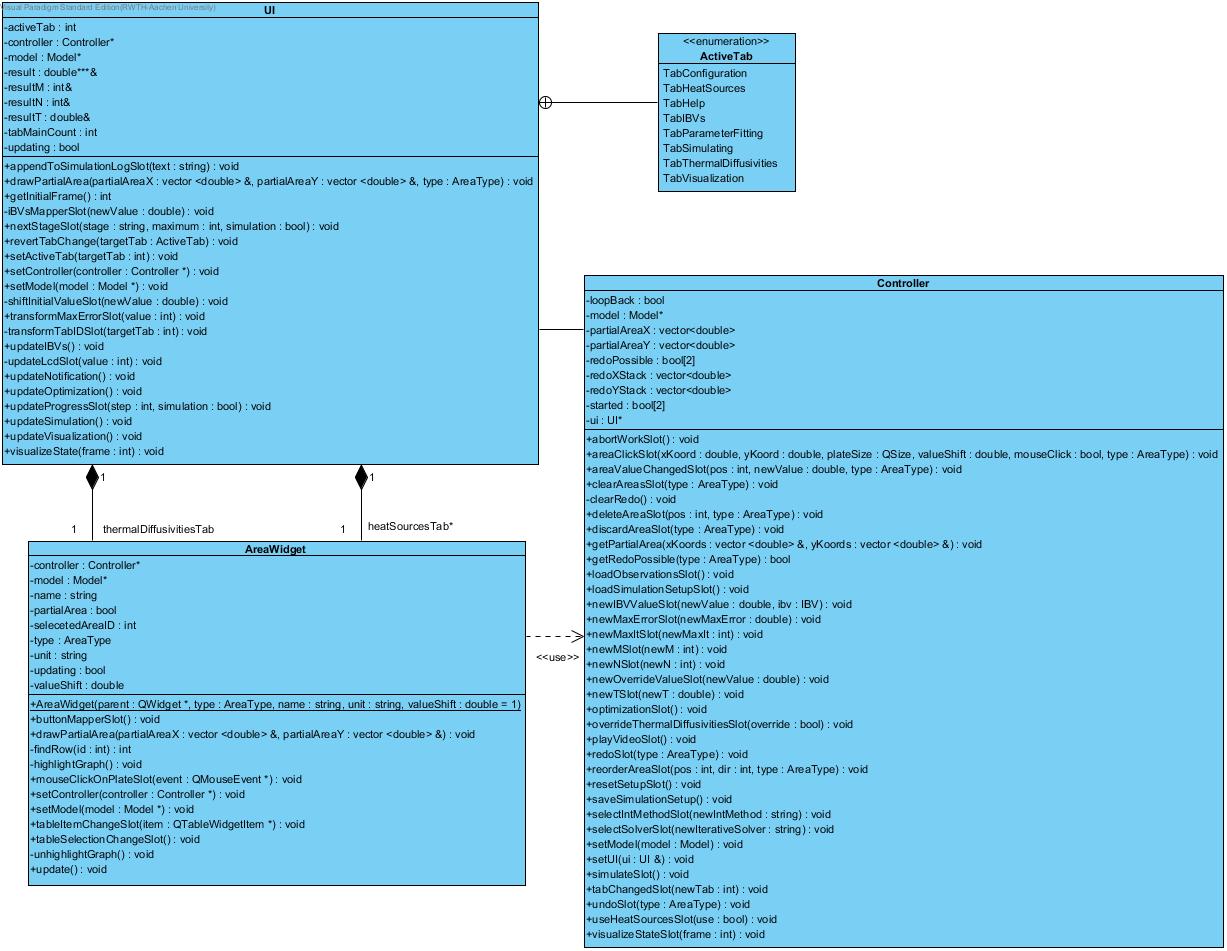 Visual Paradigm Standard Edition(RWTH-Aachen University)
UI
-activeTab : int
-controller : Controller*
-model : Model*
-result : double***&
-resultM : int&
-resultN : int&
-resultT : double&
-tabMainCount : int
-updating : bool
+appendToSimulationLogSlot(text : string) : void
+drawPartialArea(partialAreaX : vector <double> &, partialAreaY : vector <double> &, type : AreaType) : void
+getInitialFrame() : int
-iBVsMapperSlot(newValue : double) : void
+nextStageSlot(stage : string, maximum : int, simulation : bool) : void
+revertTabChange(targetTab : ActiveTab) : void
+setActiveTab(targetTab : int) : void
+setController(controller : Controller *) : void
+setModel(model : Model *) : void
-shiftInitialValueSlot(newValue : double) : void
+transformMaxErrorSlot(value : int) : void
-transformTabIDSlot(targetTab : int) : void
+updateIBVs() : void
-updateLcdSlot(value : int) : void
+updateNotification() : void
+updateOptimization() : void
+updateProgressSlot(step : int, simulation : bool) : void
+updateSimulation() : void
+updateVisualization() : void
+visualizeState(frame : int) : void
<<enumeration>>
ActiveTab
TabConfiguration
TabHeatSources
TabHelp
TabIBVs
TabParameterFitting
TabSimulating
TabThermalDiffusivities
TabVisualization
1
1
1
thermalDiffusivitiesTab
1
heatSourcesTab*
AreaWidget
-controller : Controller*
-model : Model*
-name : string
-partialArea : bool
-selecetedAreaID : int
-type : AreaType
-unit : string
-updating : bool
-valueShift : double
+AreaWidget(parent : QWidget *, type : AreaType, name : string, unit : string, valueShift : double = 1)
+buttonMapperSlot() : void
+drawPartialArea(partialAreaX : vector <double> &, partialAreaY : vector <double> &) : void
-findRow(id : int) : int
-highlightGraph() : void
+mouseClickOnPlateSlot(event : QMouseEvent *) : void
+setController(controller : Controller *) : void
+setModel(model : Model *) : void
+tableItemChangeSlot(item : QTableWidgetItem *) : void
+tableSelectionChangeSlot() : void
-unhighlightGraph() : void
+update() : void
<<use>>
Controller
-loopBack : bool
-model : Model*
-partialAreaX : vector<double>
-partialAreaY : vector<double>
-redoPossible : bool[2]
-redoXStack : vector<double>
-redoYStack : vector<double>
-started : bool[2]
-ui : UI*
+abortWorkSlot() : void
+areaClickSlot(xKoord : double, yKoord : double, plateSize : QSize, valueShift : double, mouseClick : bool, type : AreaType) : void
+areaValueChangedSlot(pos : int, newValue : double, type : AreaType) : void
+clearAreasSlot(type : AreaType) : void
-clearRedo() : void
+deleteAreaSlot(pos : int, type : AreaType) : void
+discardAreaSlot(type : AreaType) : void
+getPartialArea(xKoords : vector <double> &, yKoords : vector <double> &) : void
+getRedoPossible(type : AreaType) : bool
+loadObservationsSlot() : void
+loadSimulationSetupSlot() : void
+newIBVValueSlot(newValue : double, ibv : IBV) : void
+newMaxErrorSlot(newMaxError : double) : void
+newMaxItSlot(newMaxIt : int) : void
+newMSlot(newM : int) : void
+newNSlot(newN : int) : void
+newOverrideValueSlot(newValue : double) : void
+newTSlot(newT : double) : void
+optimizationSlot() : void
+overrideThermalDiffusivitiesSlot(override : bool) : void
+playVideoSlot() : void
+redoSlot(type : AreaType) : void
+reorderAreaSlot(pos : int, dir : int, type : AreaType) : void
+resetSetupSlot() : void
+saveSimulationSetup() : void
+selectIntMethodSlot(newIntMethod : string) : void
+selectSolverSlot(newIterativeSolver : string) : void
+setModel(model : Model) : void
+setUI(ui : UI &) : void
+simulateSlot() : void
+tabChangedSlot(newTab : int) : void
+undoSlot(type : AreaType) : void
+useHeatSourcesSlot(use : bool) : void
+visualizeStateSlot(frame : int) : void